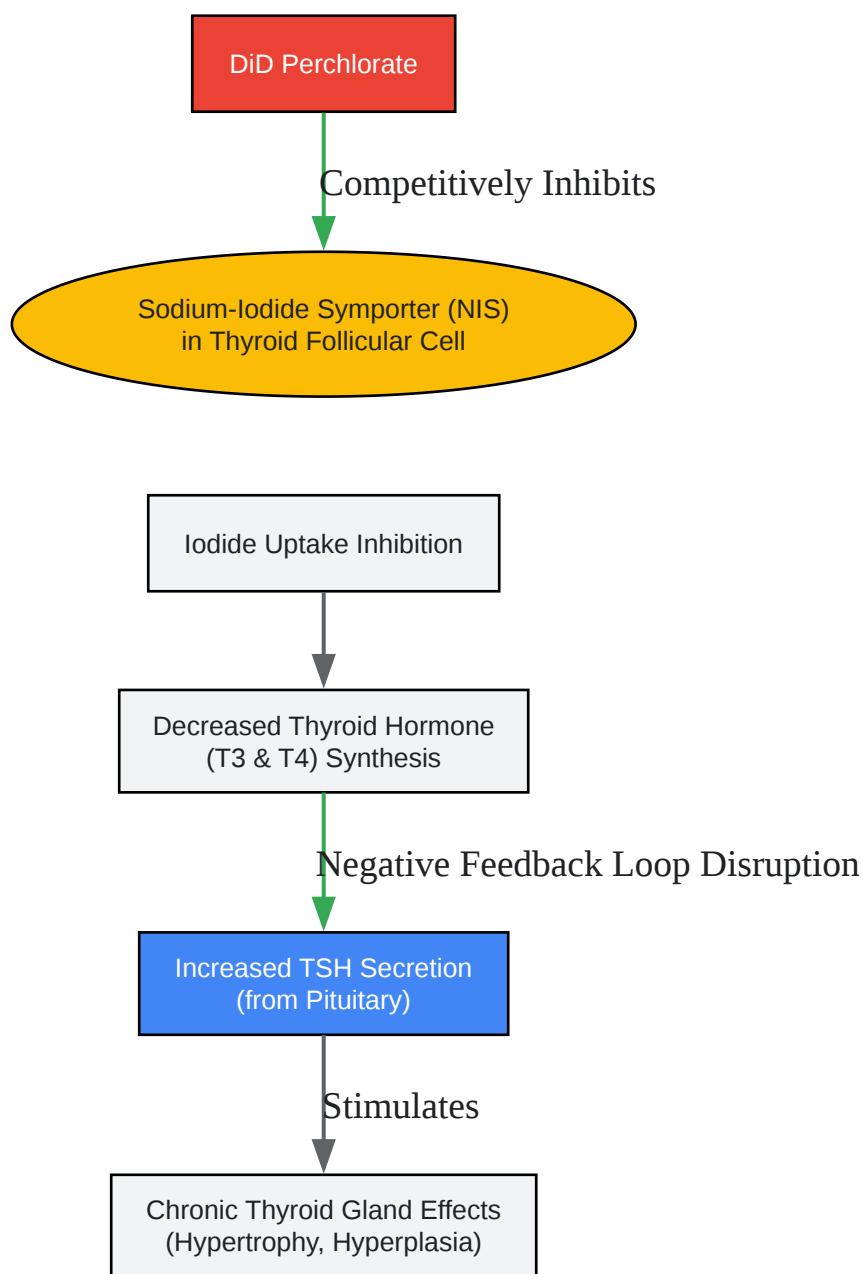 DiD Perchlorate
Competitively Inhibits
Sodium-Iodide Symporter (NIS)
in Thyroid Follicular Cell
Iodide Uptake Inhibition
Decreased Thyroid Hormone
(T3 & T4) Synthesis
Negative Feedback Loop Disruption
Increased TSH Secretion
(from Pituitary)
Stimulates
Chronic Thyroid Gland Effects
(Hypertrophy, Hyperplasia)